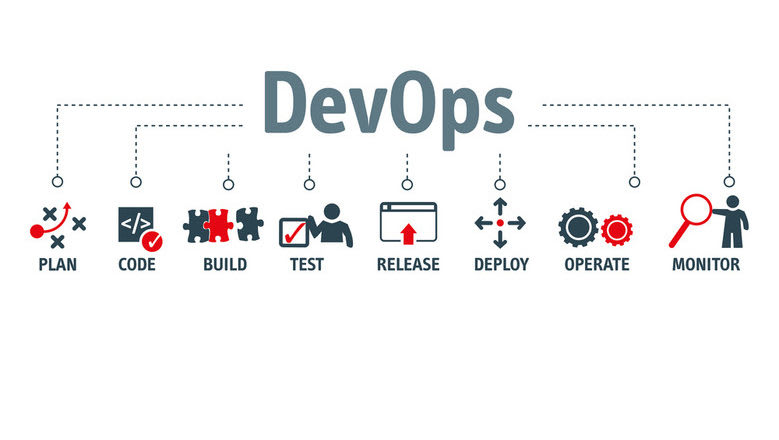 DevOps
</>
PLAN CODE BUILD TEST RELEASE DEPLOY OPERATE MONITOR